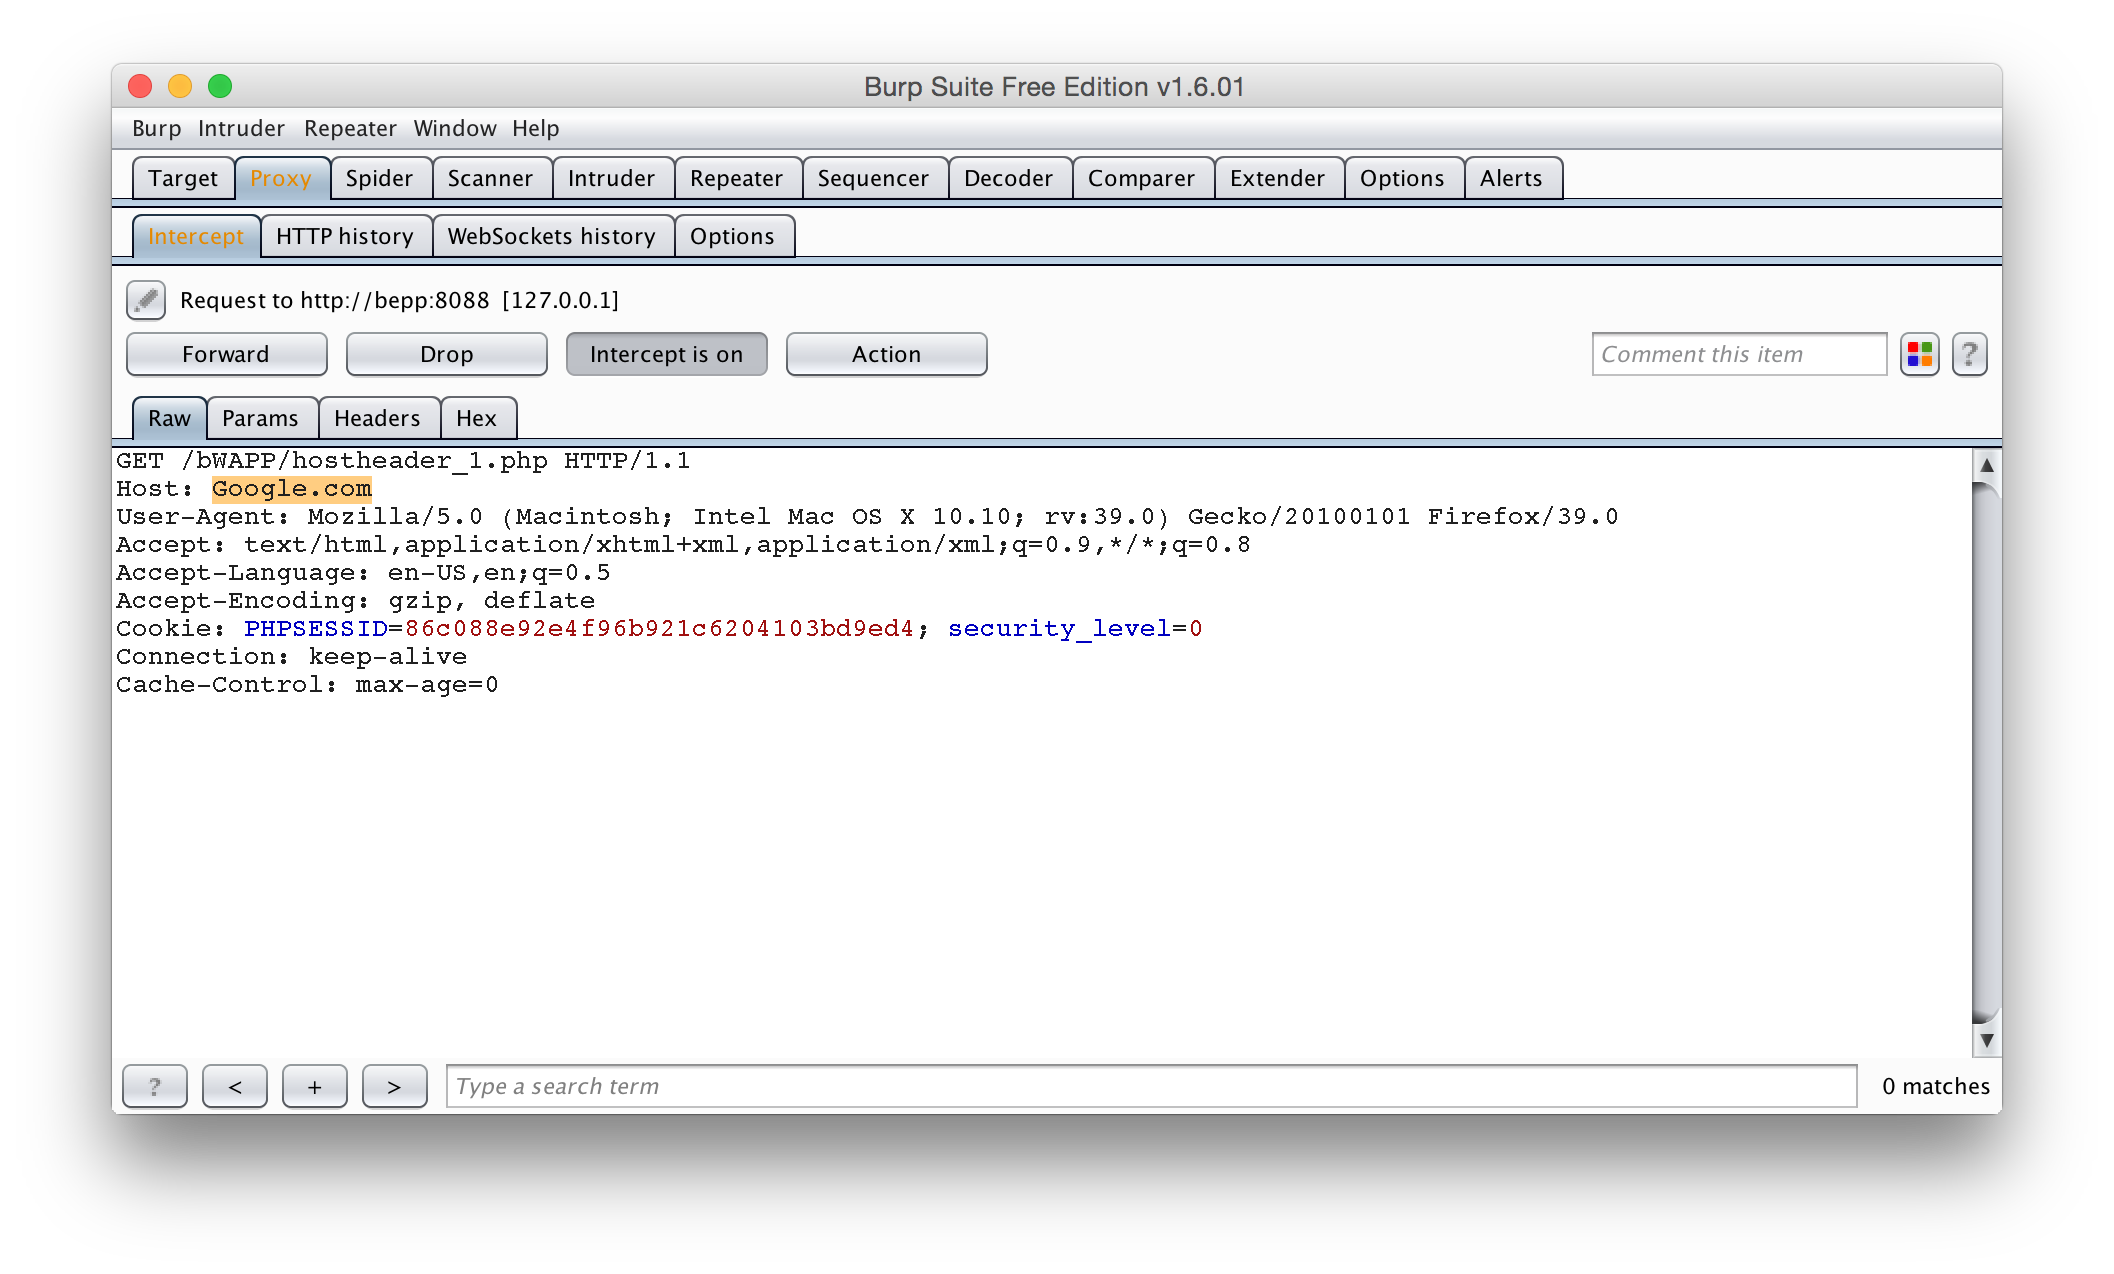 Burp Suite Free Edition v1.6.01
Burp Intruder Repeater Window Help
Target Proxy Spider Scanner Intruder Repeater Sequencer Decoder Comparer Extender Options Alerts
Intercept HTTP history WebSockets history Options
Request to http://bepp:8088 [127.0.0.1]
Forward Drop Intercept is on Action Comment this item ?
Raw Params Headers Hex
GET /bWAPP/hostheader_1.php HTTP/1.1
Host: Google.com
User-Agent: Mozilla/5.0 (Macintosh; Intel Mac OS X 10.10; rv:39.0) Gecko/20100101 Firefox/39.0
Accept: text/html,application/xhtml+xml,application/xml;q=0.9,*/*;q=0.8
Accept-Language: en-US,en;q=0.5
Accept-Encoding: gzip, deflate
Cookie: PHPSESSID=86c088e92e4f96b921c6204103bd9ed4; security_level=0
Connection: keep-alive
Cache-Control: max-age=0
? < + > Type a search term 0 matches